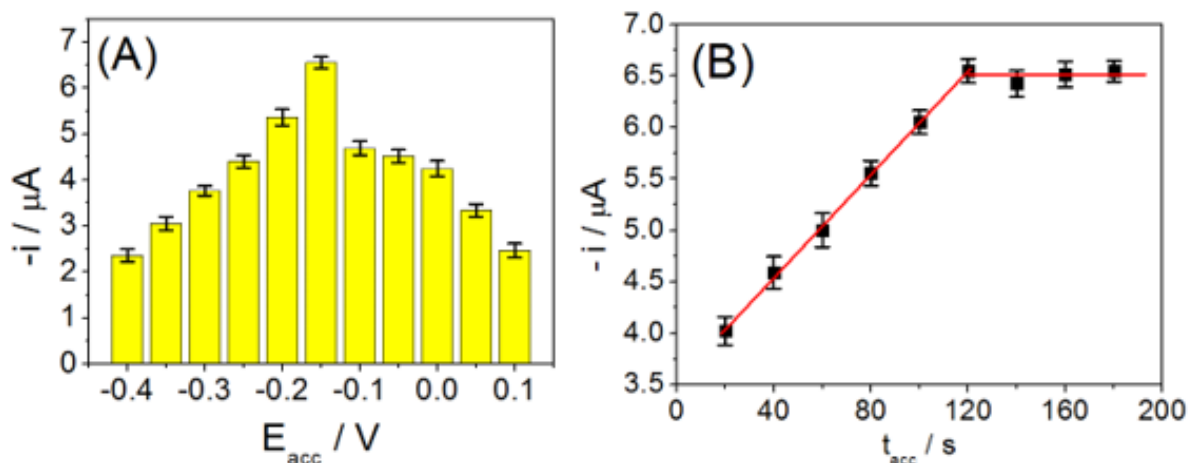 (A)
7
6
5
4
3
2
1
0
-i / μA
-0.4 -0.3 -0.2 -0.1 0.0 0.1
E_acc / V
(B)
7.0
6.5
6.0
5.5
5.0
4.5
4.0
3.5
- i / μA
0 40 80 120 160 200
t_acc / s